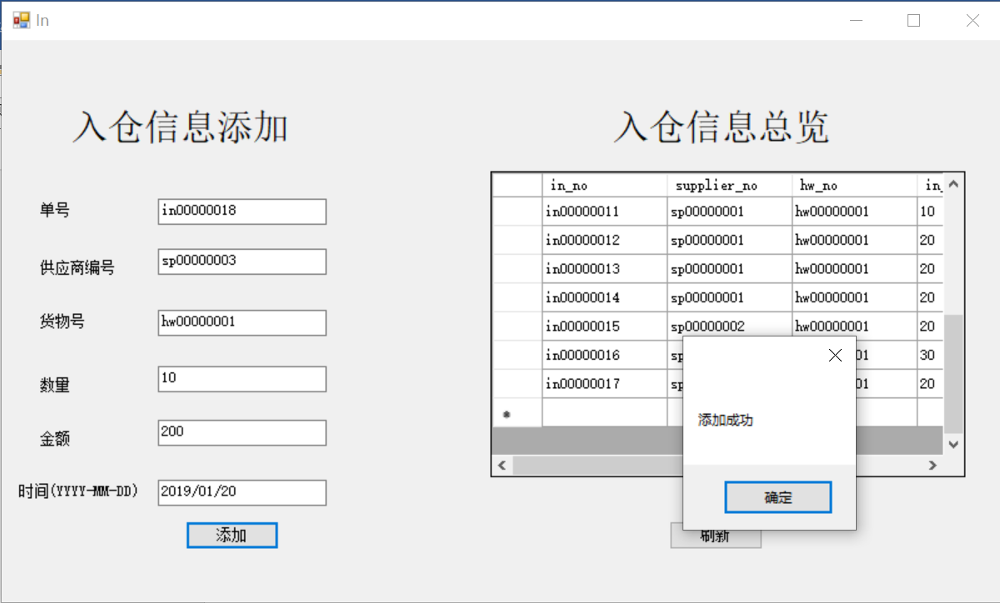 In
入仓信息添加
单号
in00000018
供应商编号
sp00000003
货物号
hw00000001
数量
10
金额
200
时间(YYYY-MM-DD)
2019/01/20
添加
入仓信息总览
in_no supplier_no hw_no in_
in00000011 sp00000001 hw00000001 10
in00000012 sp00000001 hw00000001 20
in00000013 sp00000001 hw00000001 20
in00000014 sp00000001 hw00000001 20
in00000015 sp00000002 hw00000001 20
in00000016 sp 01 30
in00000017 sp 01 20
添加成功
确定
刷新